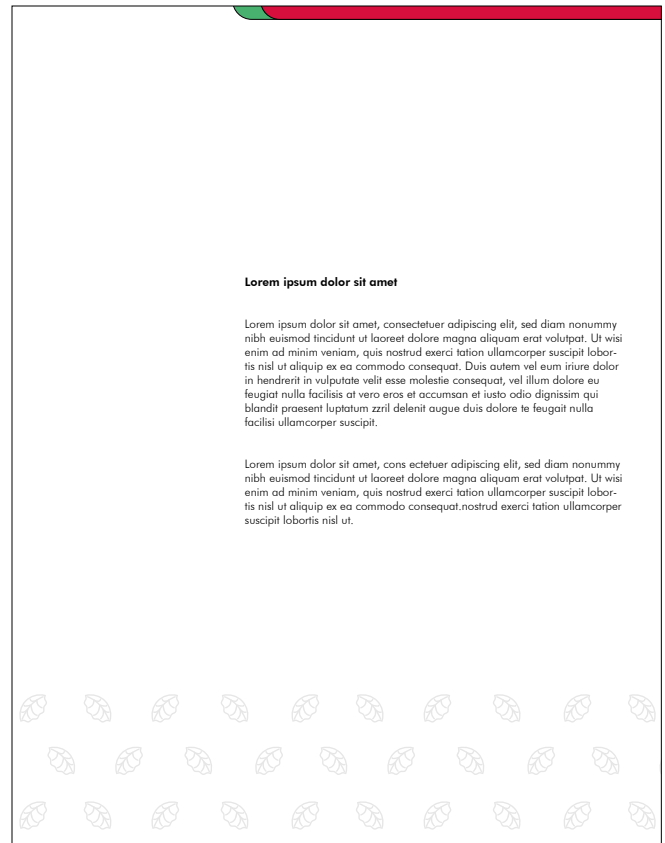 Lorem ipsum dolor sit amet
Lorem ipsum dolor sit amet, consectetuer adipiscing elit, sed diam nonummy
nibh euismod tincidunt ut laoreet dolore magna aliquam erat volutpat. Ut wisi
enim ad minim veniam, quis nostrud exerci tation ullamcorper suscipit lobor-
tis nisl ut aliquip ex ea commodo consequat. Duis autem vel eum iriure dolor
in hendrerit in vulputate velit esse molestie consequat, vel illum dolore eu
feugiat nulla facilisis at vero eros et accumsan et iusto odio dignissim qui
blandit praesent luptatum zzril delenit augue duis dolore te feugait nulla
facilisi ullamcorper suscipit.
Lorem ipsum dolor sit amet, cons ectetuer adipiscing elit, sed diam nonummy
nibh euismod tincidunt ut laoreet dolore magna aliquam erat volutpat. Ut wisi
enim ad minim veniam, quis nostrud exerci tation ullamcorper suscipit lobor-
tis nisl ut aliquip ex ea commodo consequat.nostrud exerci tation ullamcorper
suscipit lobortis nisl ut.